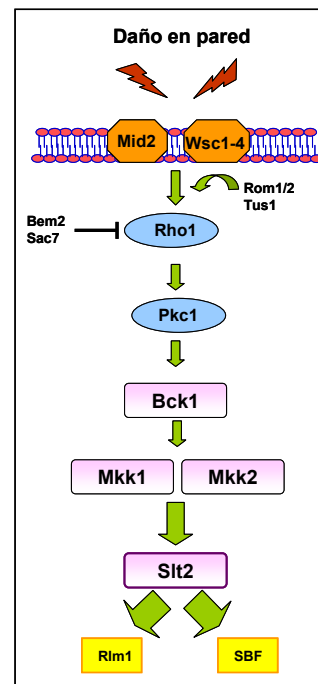 Daño en pared
Mid2
Wsc1-4
Rom1/2
Tus1
Bem2
Sac7
Rho1
Pkc1
Bck1
Mkk1
Mkk2
Slt2
Rlm1
SBF